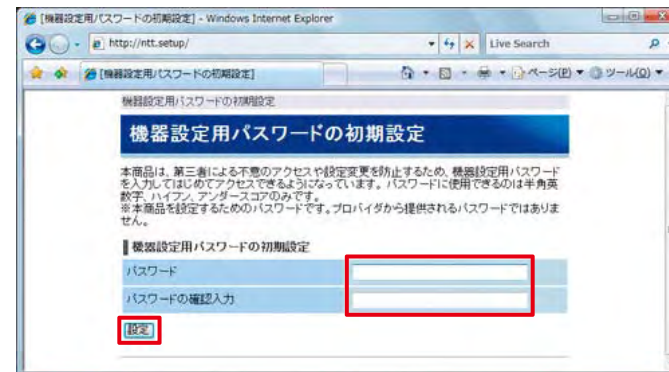 [機器設定用パスワードの初期設定] - Windows Internet Explorer
http://ntt.setup/
Live Search
[機器設定用パスワードの初期設定]
ページ(P)
ツール(O)
機器設定用パスワードの初期設定
機器設定用パスワードの初期設定
本商品は、第三者による不意のアクセスや設定変更を防止するため、機器設定用パスワード
を入力してはじめてアクセスできるようになっています。パスワードに使用できるのは半角英
数字、ハイフン、アンダースコアのみです。
※本商品を設定するためのパスワードです。プロバイダから提供されるパスワードではありま
せん。
機器設定用パスワードの初期設定
パスワード
パスワードの確認入力
設定